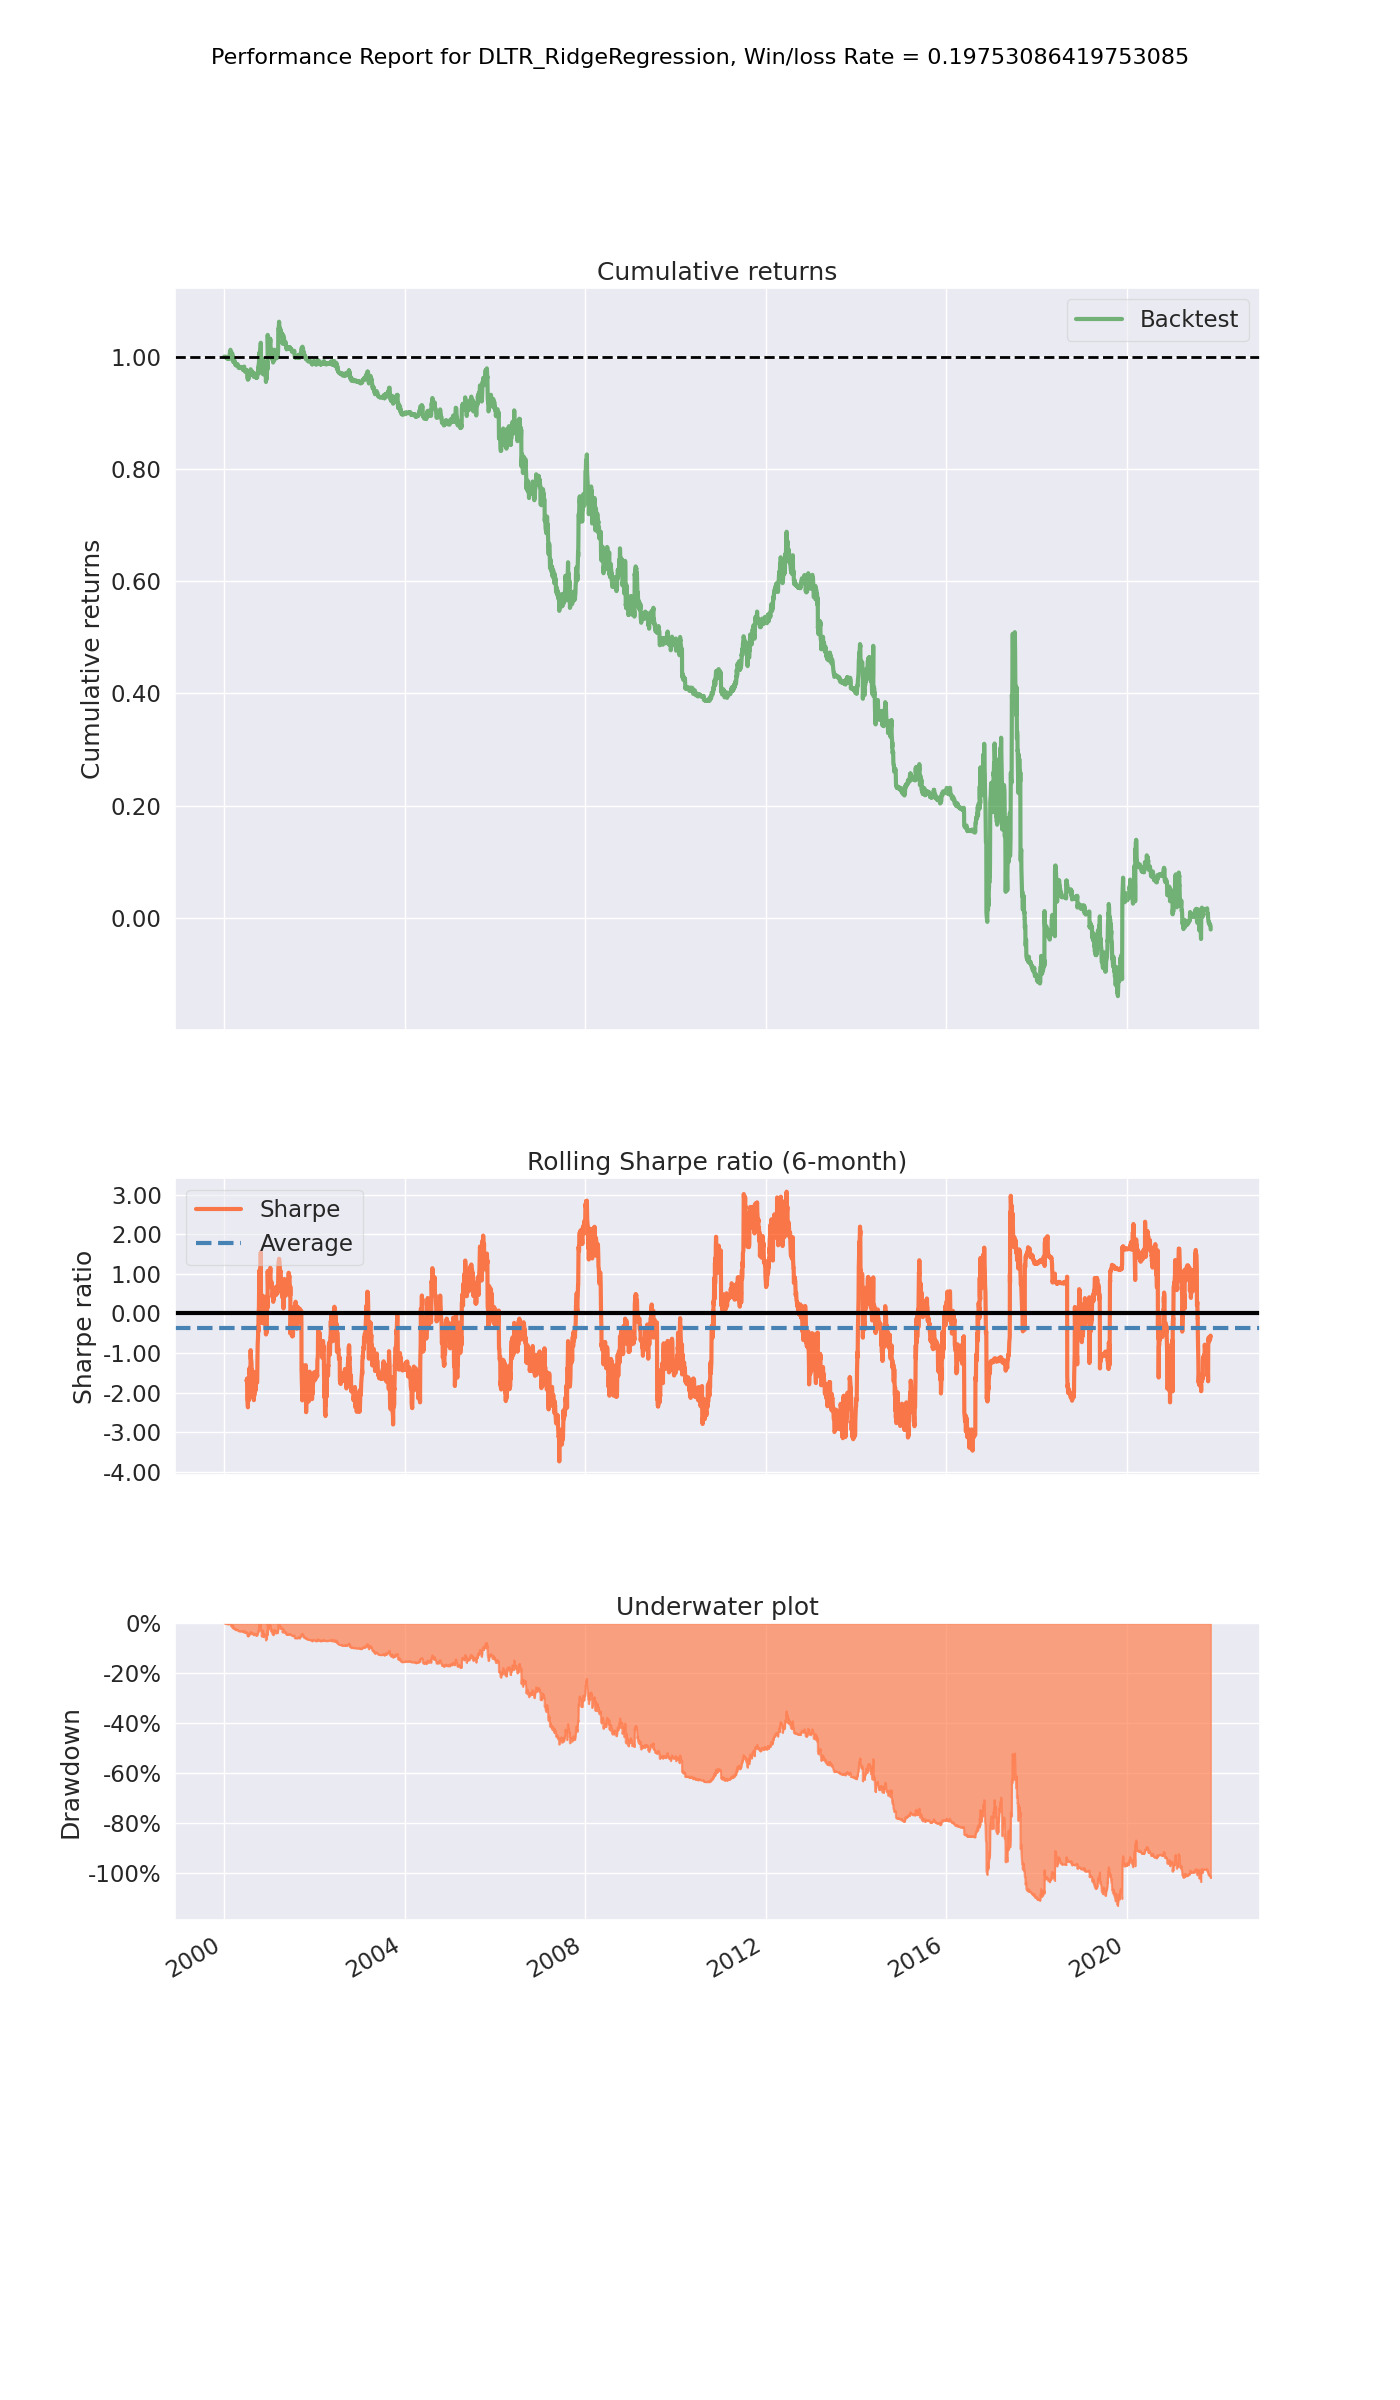 Performance Report for DLTR_RidgeRegression, Win/loss Rate = 0.19753086419753085
Cumulative returns
Backtest
1.00
0.80
0.60
0.40
0.20
0.00
Cumulative returns
Rolling Sharpe ratio (6-month)
Sharpe
Average
3.00
2.00
1.00
0.00
-1.00
-2.00
-3.00
-4.00
Sharpe ratio
Underwater plot
0%
-20%
-40%
-60%
-80%
-100%
Drawdown
2000
2004
2008
2012
2016
2020